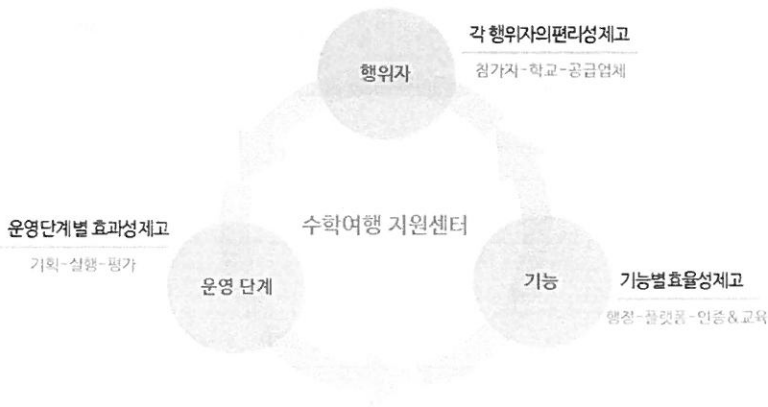 각 행위자의편리성제고
참가자-학교-공급업체
행위자
수학여행 지원센터
운영단계별 효과성제고
기획-실행-평가
운영 단계
기능
기능별효율성제고
행정-플랫폼-인증&교육